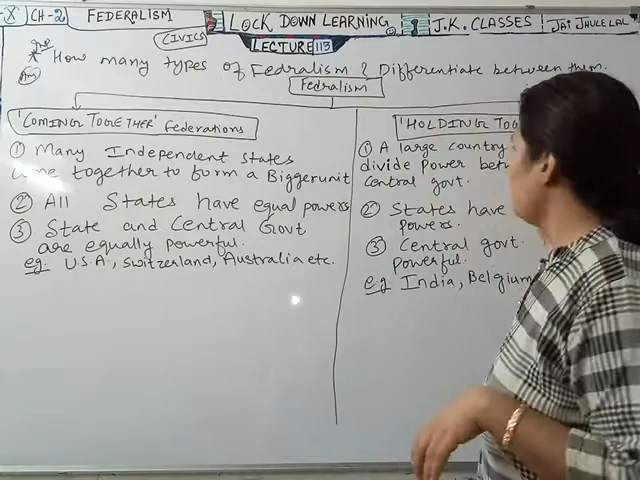 X CH-2 FEDERALISM
LOCK DOWN LEARNING
J.K. CLASSES
JAI JHULELAL
CIVICS
LECTURE 113
Imp
* How many types of Fedralism ? Differentiate between them.
Ans
Fedralism
'COMING TOGETHER' Federations
① Many Independent states
come together to form a Bigger unit
② All States have equal powers
③ State and Central Govt
are equally powerful.
eg. U.S.A., Switzerland, Australia etc.
'HOLDING TOG
① A large country
divide power bet
Central govt.
② States have
powers.
③ Central govt.
powerful.
eg India, Belgium